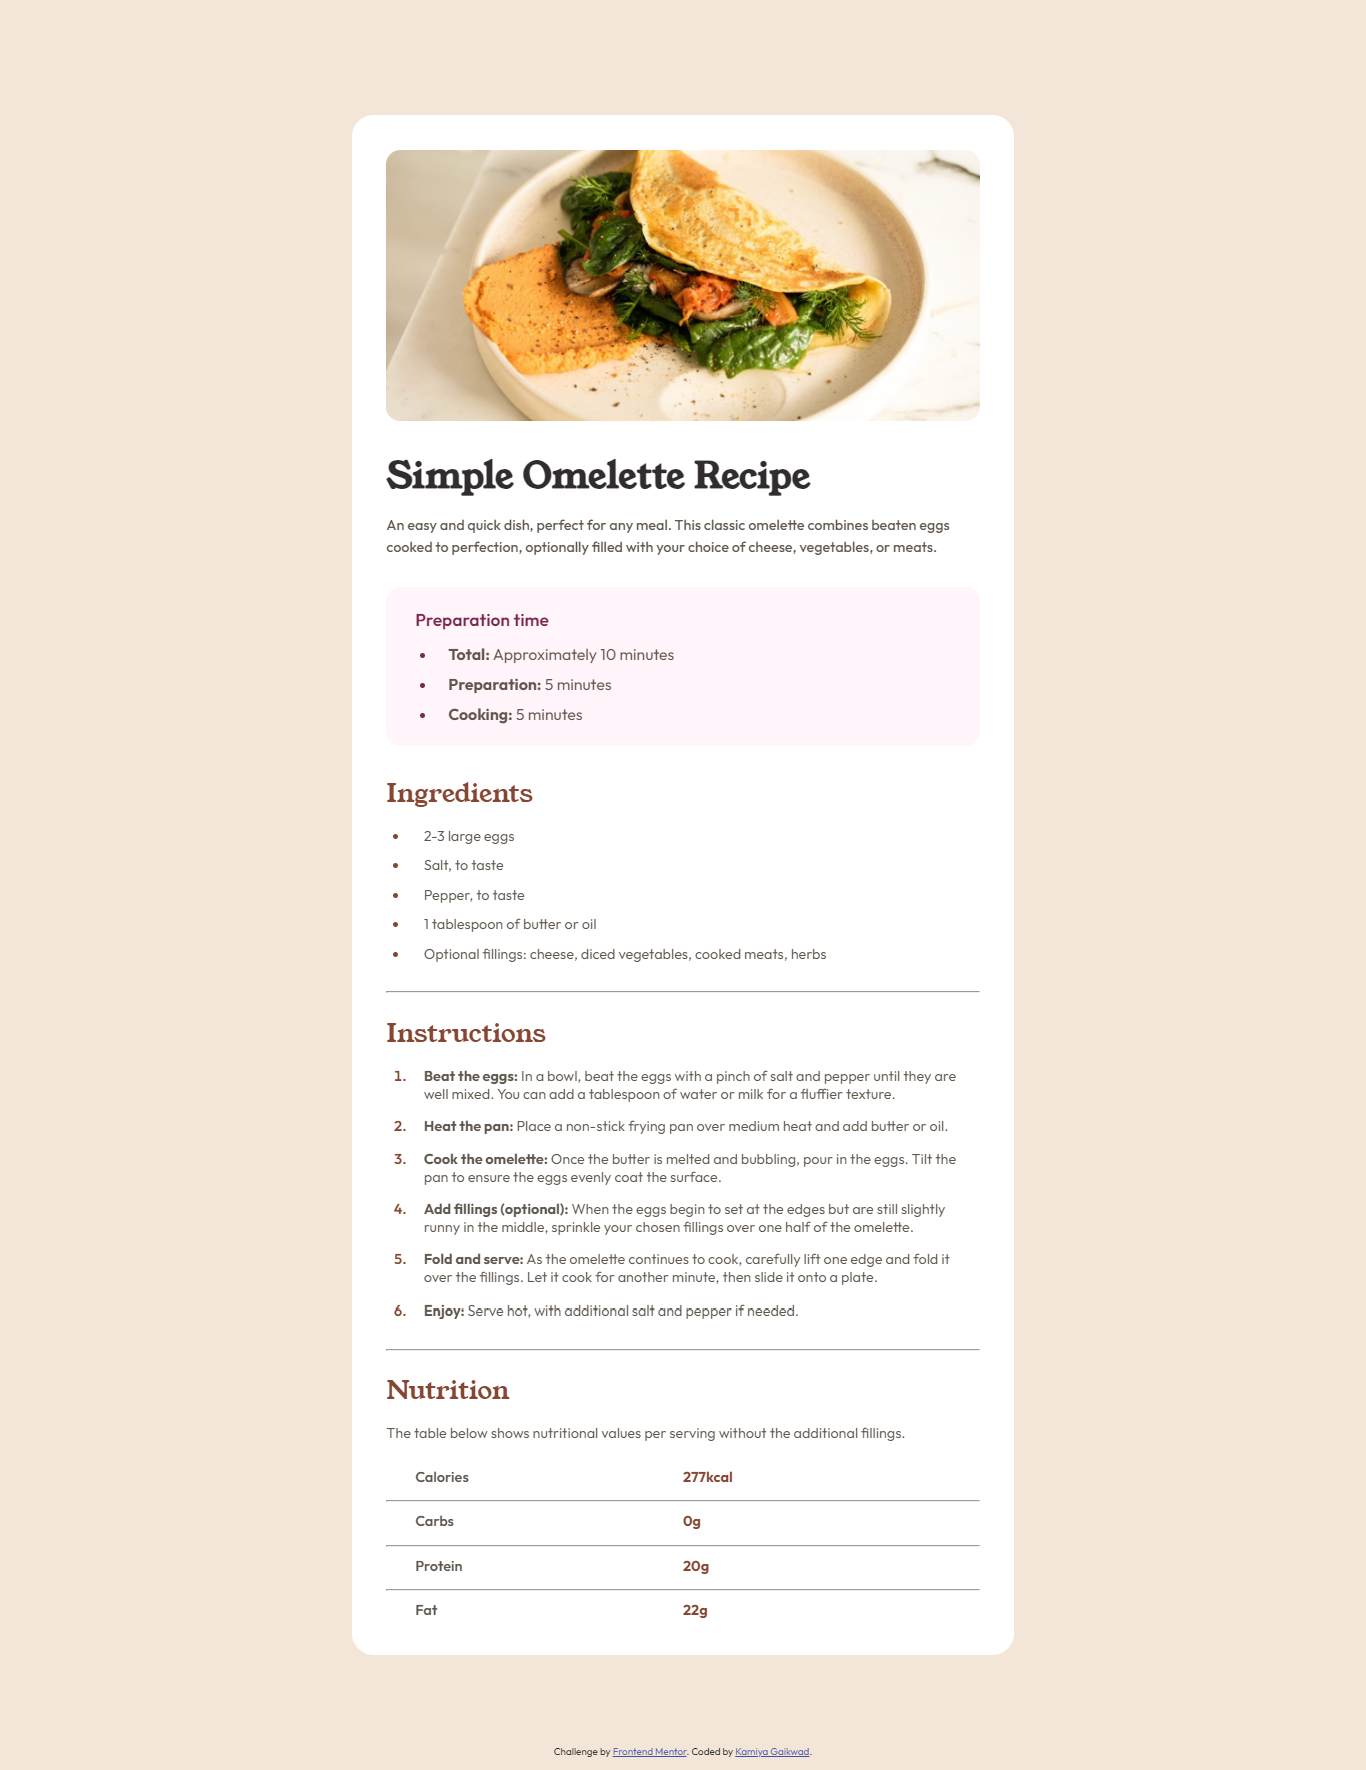 Simple Omelette Recipe
An easy and quick dish, perfect for any meal. This classic omelette combines beaten eggs
cooked to perfection, optionally filled with your choice of cheese, vegetables, or meats.
Preparation time
• Total: Approximately 10 minutes
• Preparation: 5 minutes
• Cooking: 5 minutes
Ingredients
• 2-3 large eggs
• Salt, to taste
• Pepper, to taste
• 1 tablespoon of butter or oil
• Optional fillings: cheese, diced vegetables, cooked meats, herbs
Instructions
1. Beat the eggs: In a bowl, beat the eggs with a pinch of salt and pepper until they are
well mixed. You can add a tablespoon of water or milk for a fluffier texture.
2. Heat the pan: Place a non-stick frying pan over medium heat and add butter or oil.
3. Cook the omelette: Once the butter is melted and bubbling, pour in the eggs. Tilt the
pan to ensure the eggs evenly coat the surface.
4. Add fillings (optional): When the eggs begin to set at the edges but are still slightly
runny in the middle, sprinkle your chosen fillings over one half of the omelette.
5. Fold and serve: As the omelette continues to cook, carefully lift one edge and fold it
over the fillings. Let it cook for another minute, then slide it onto a plate.
6. Enjoy: Serve hot, with additional salt and pepper if needed.
Nutrition
The table below shows nutritional values per serving without the additional fillings.
Calories 277kcal
Carbs 0g
Protein 20g
Fat 22g
Challenge by Frontend Mentor. Coded by Kamiya Gaikwad.